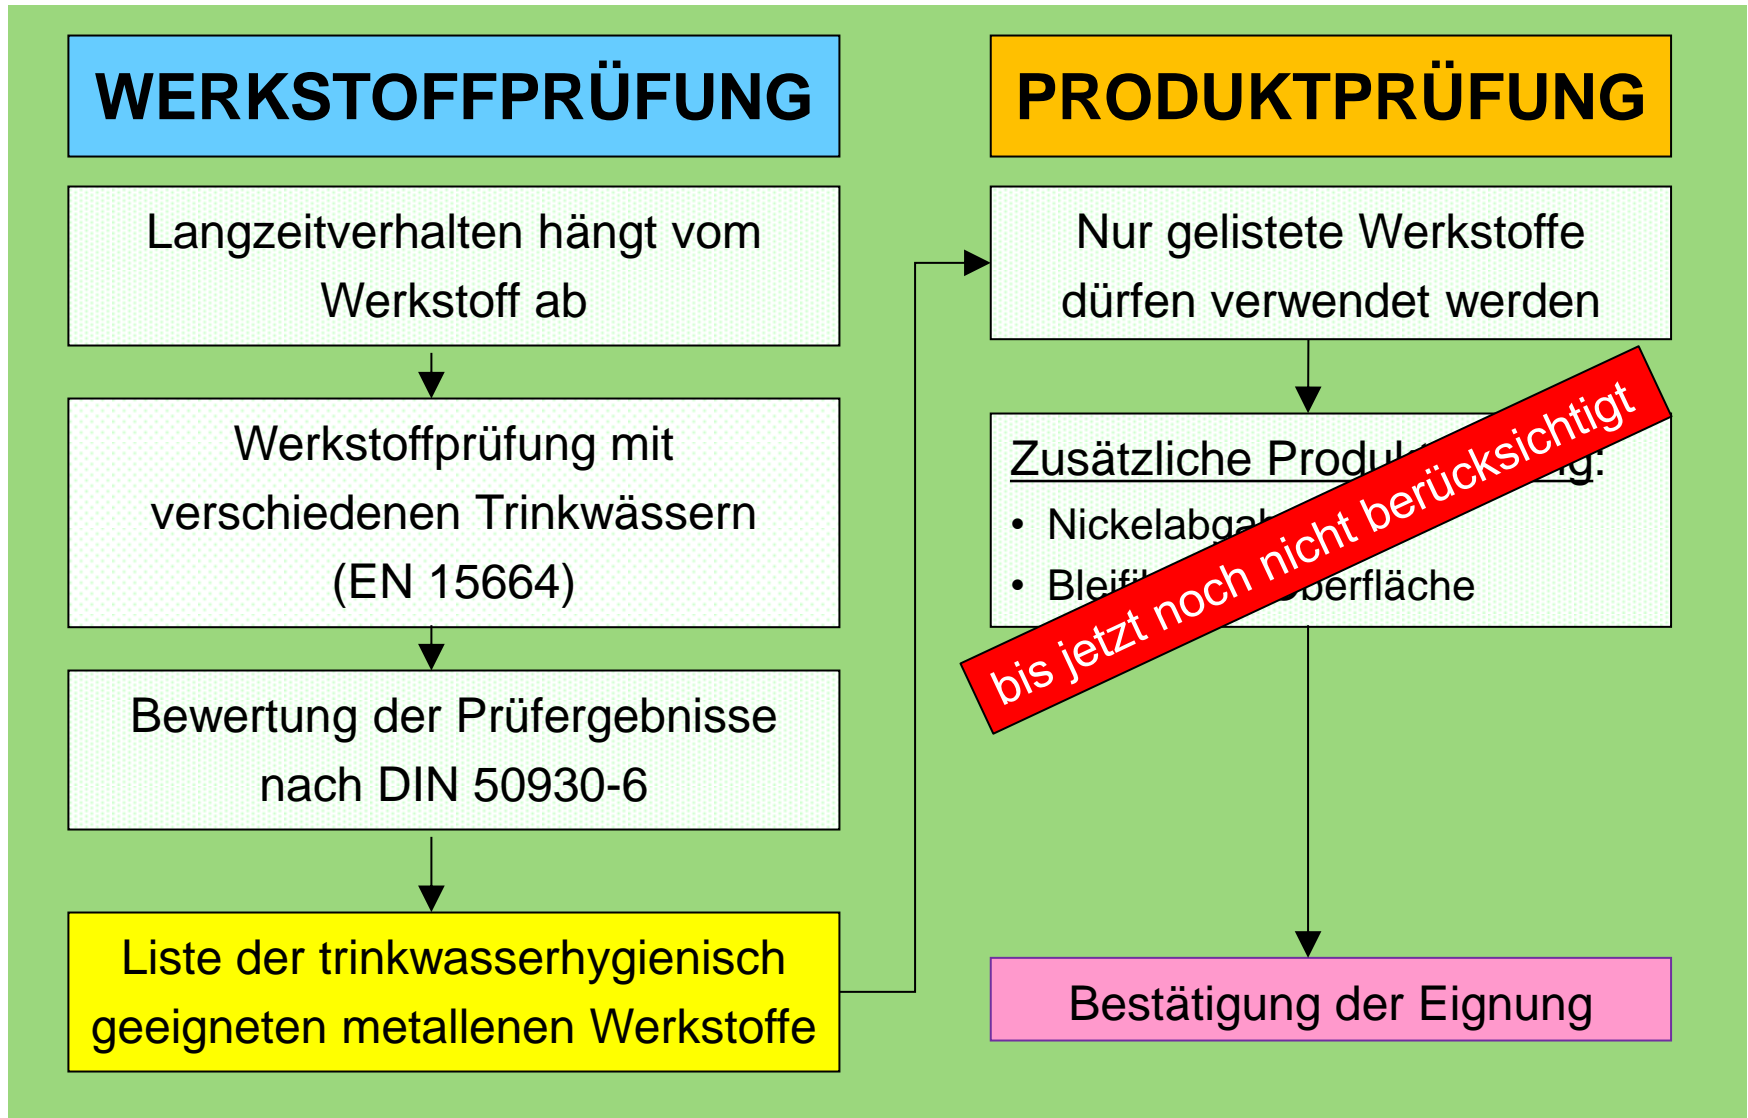 WERKSTOFFPRÜFUNG
Langzeitverhalten hängt vom
Werkstoff ab
Werkstoffprüfung mit
verschiedenen Trinkwässern
(EN 15664)
Bewertung der Prüfergebnisse
nach DIN 50930-6
Liste der trinkwasserhygienisch
geeigneten metallenen Werkstoffe
PRODUKTPRÜFUNG
Nur gelistete Werkstoffe
dürfen verwendet werden
Zusätzliche
•
•
bis jetzt noch nicht berücksichtigt
Bestätigung der Eignung